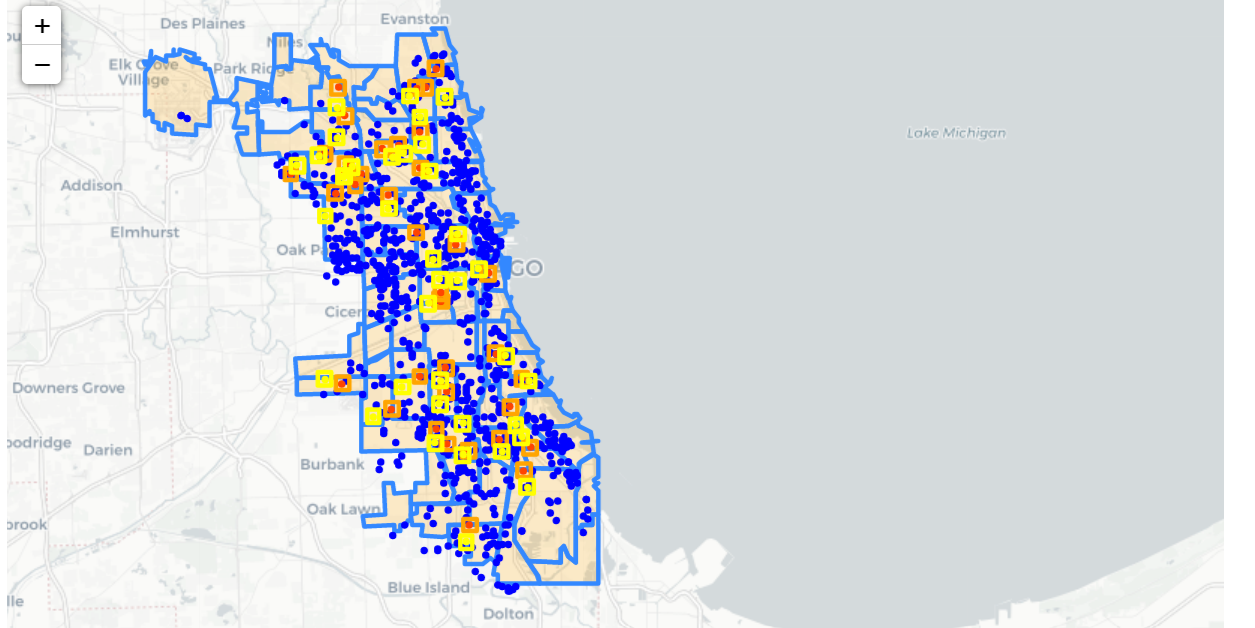 +
−
Des Plaines
Evanston
Niles
Elk Grove
Village
Park Ridge
Lake Michigan
Addison
Elmhurst
Oak P
GO
Cicer
Downers Grove
oodridge
Darien
Burbank
Oak Lawn
brook
Blue Island
lle
Dolton